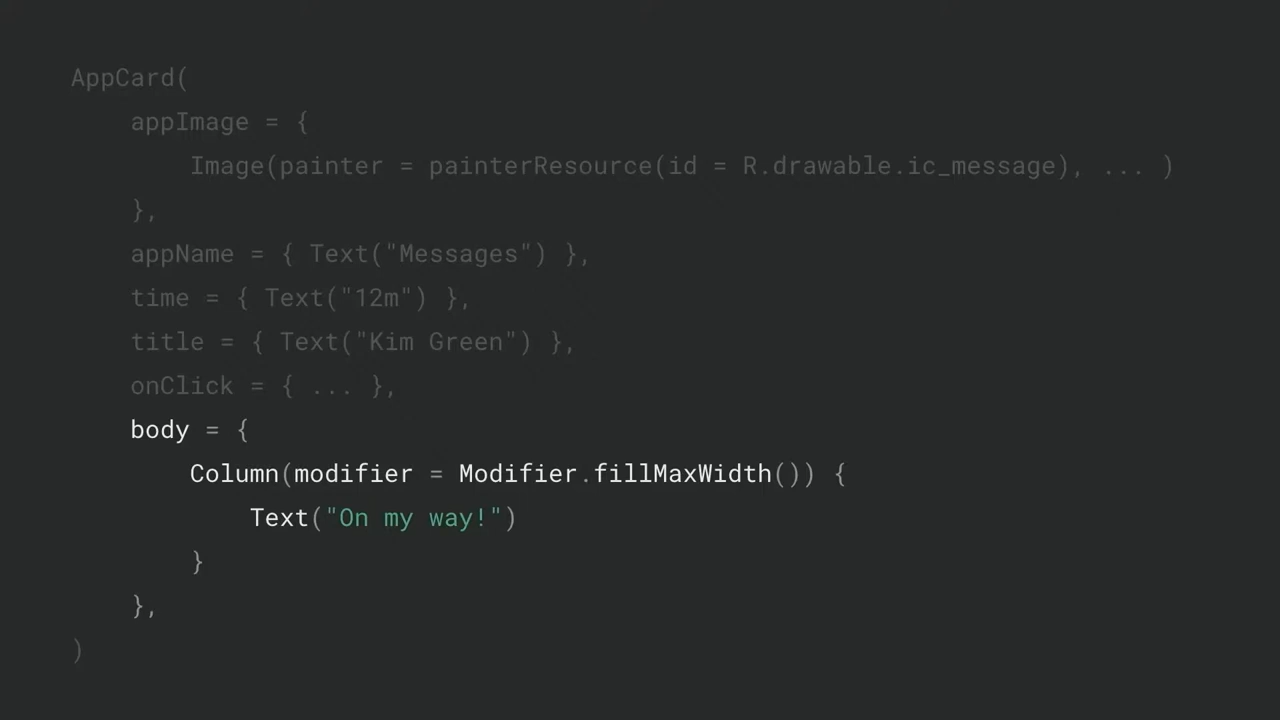 AppCard(
appImage = {
Image(painter = painterResource(id = R.drawable.ic_message), ... )
},
appName = { Text("Messages") },
time = { Text("12m") },
title = { Text("Kim Green") },
onClick = { ... },
body = {
Column(modifier = Modifier.fillMaxWidth()) {
Text("On my way!")
}
},
)